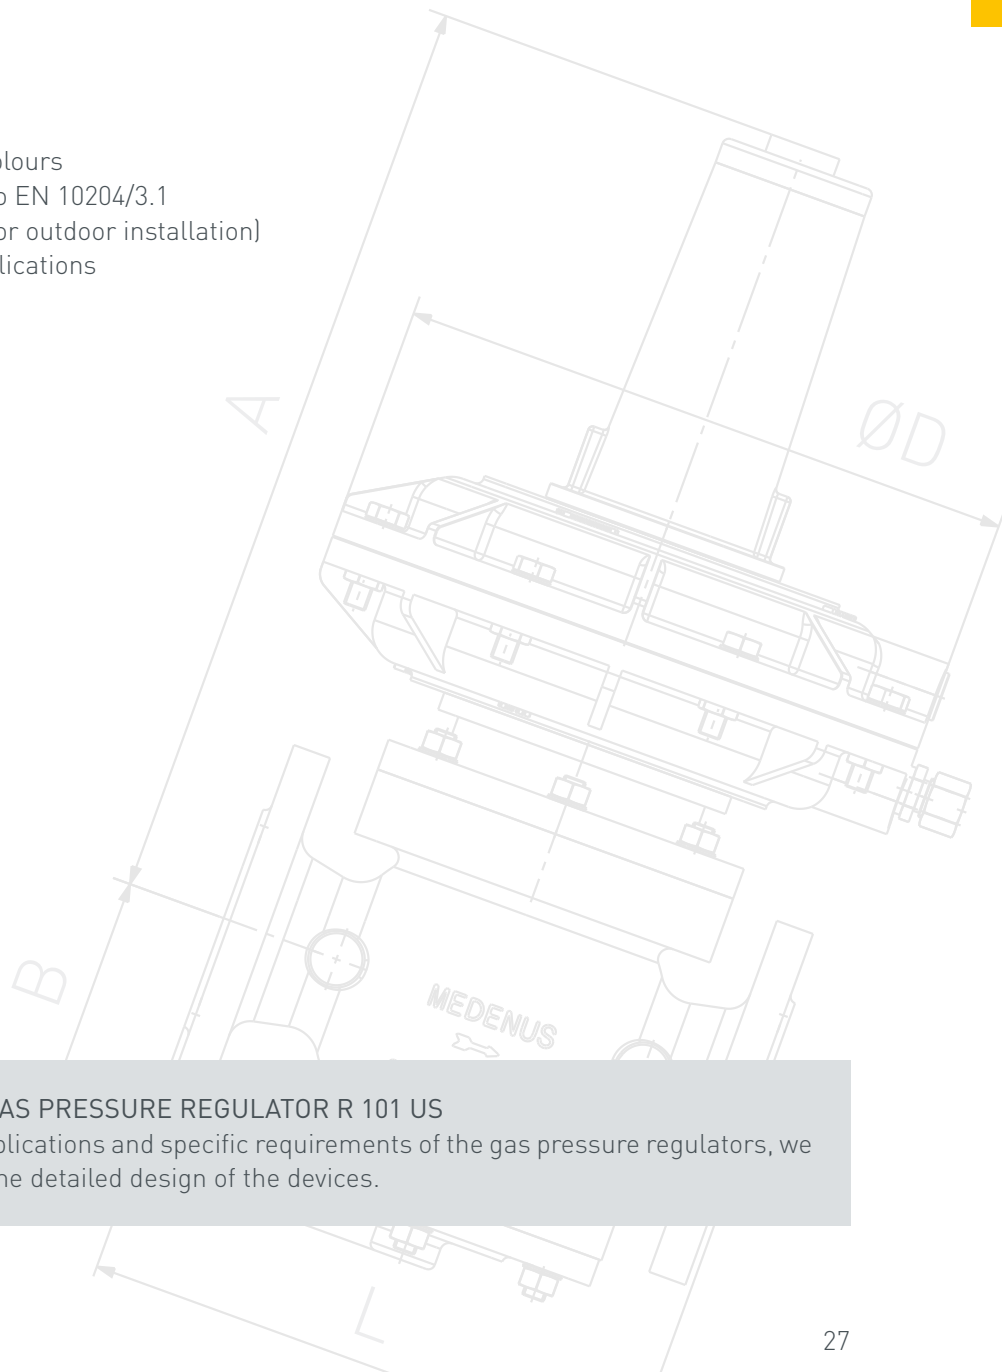 olours
o EN 10204/3.1
or outdoor installation)
lications
A
ØD
B
MEDENUS
AS PRESSURE REGULATOR R 101 US
plications and specific requirements of the gas pressure regulators, we
he detailed design of the devices.
L
27